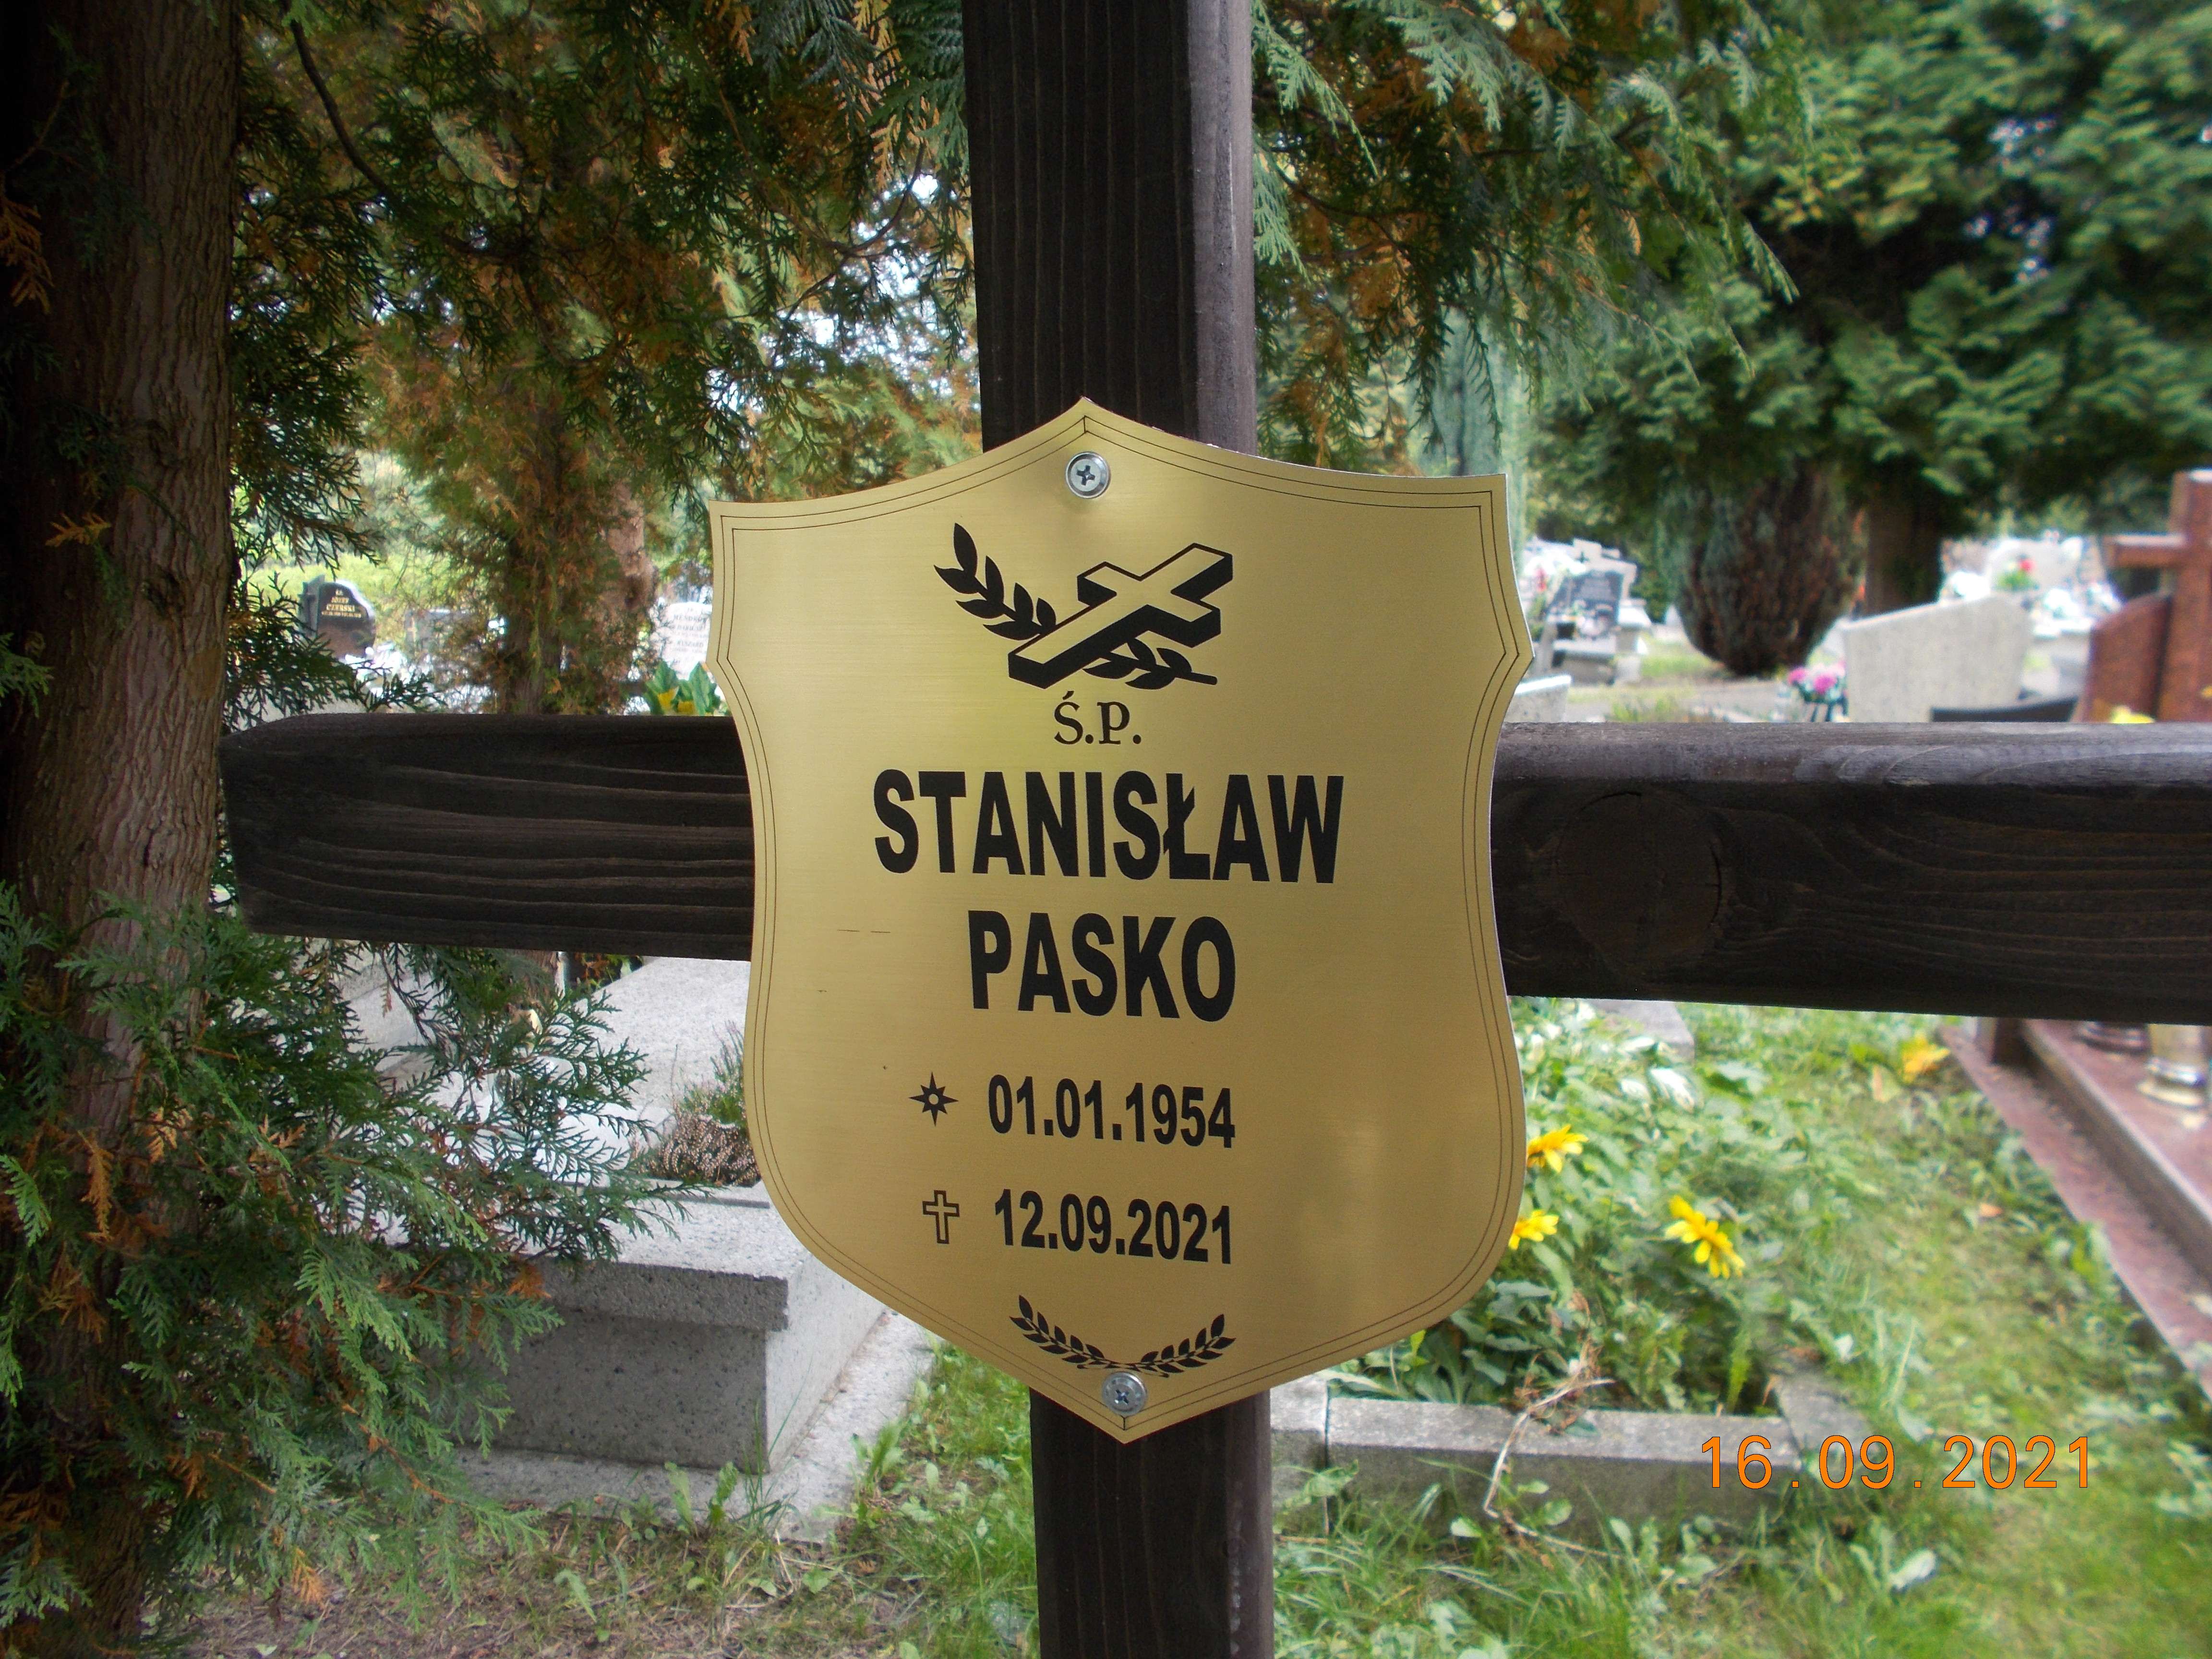 Ś.P.
STANISŁAW
PASKO
01.01.1954
12.09.2021
16.09.2021